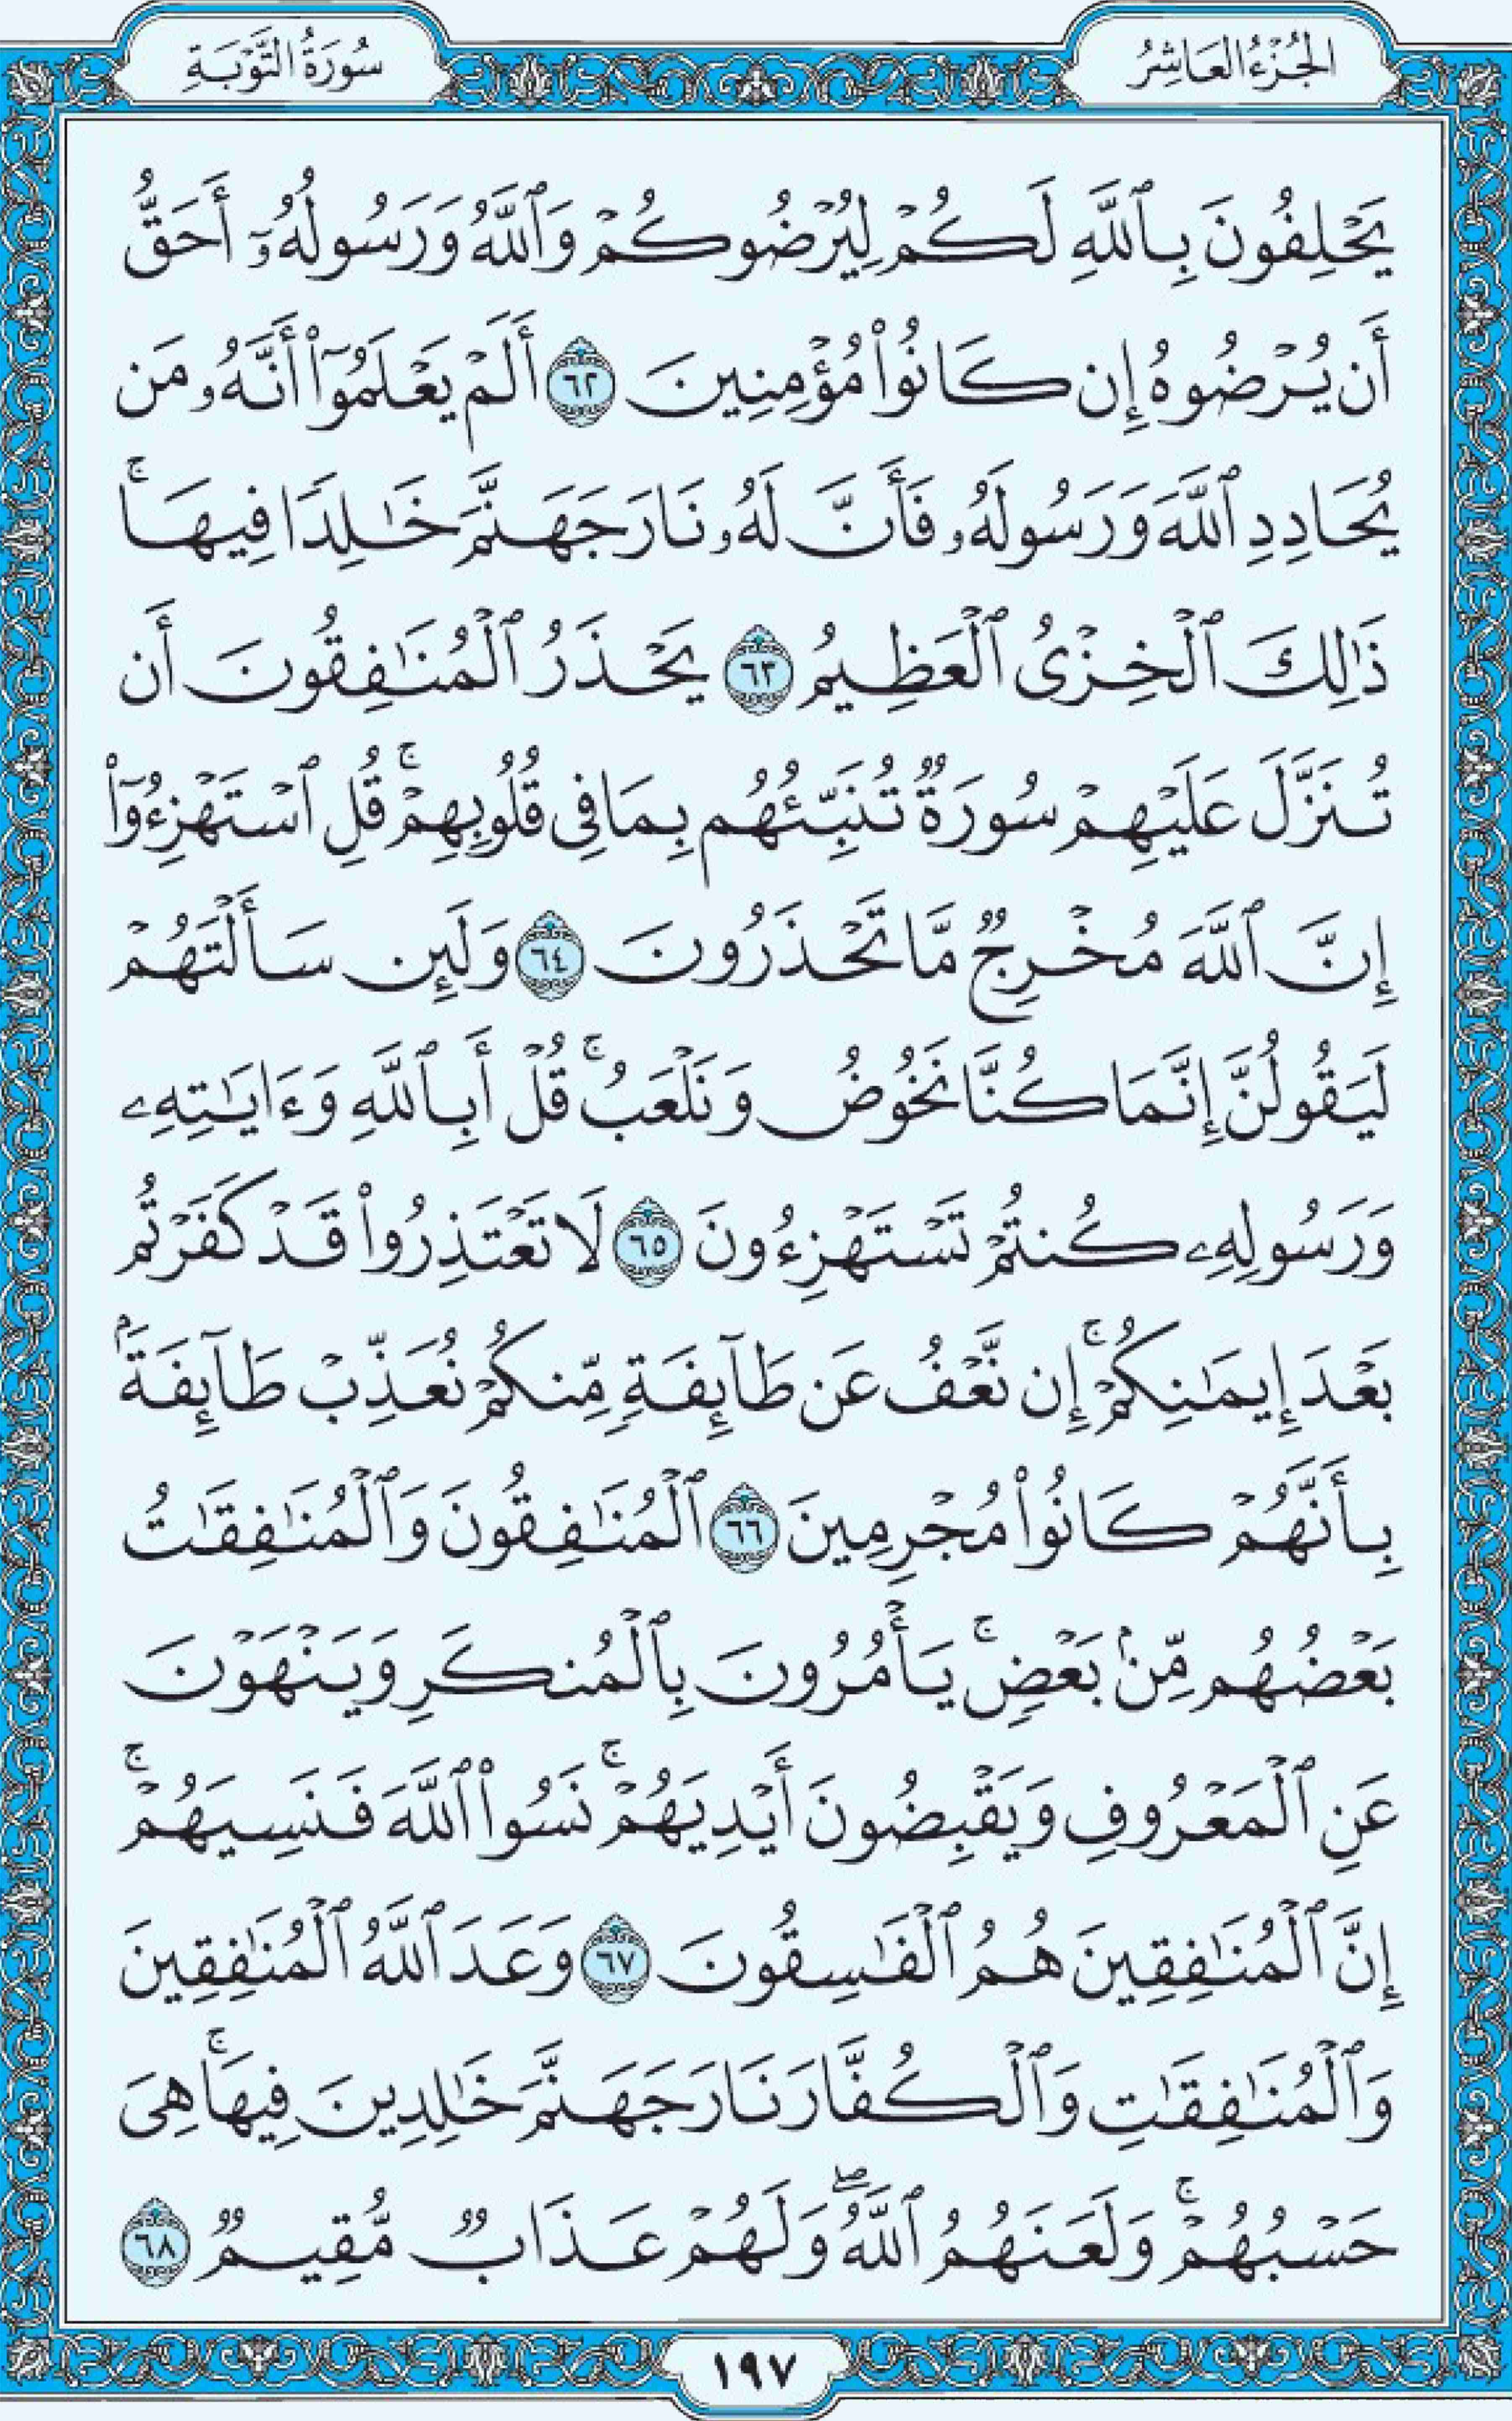 الجُزْءُ العَاشِرُ
سُورَةُ التَّوْبَةِ
يَحْلِفُونَ بِٱللَّهِ لَكُمْ لِيُرْضُوكُمْ وَٱللَّهُ وَرَسُولُهُۥٓ أَحَقُّ
أَن يُرْضُوهُ إِن كَانُوا۟ مُؤْمِنِينَ ٦٢ أَلَمْ يَعْلَمُوٓا۟ أَنَّهُۥ مَن
يُحَادِدِ ٱللَّهَ وَرَسُولَهُۥ فَأَنَّ لَهُۥ نَارَ جَهَنَّمَ خَٰلِدًا فِيهَاۚ
ذَٰلِكَ ٱلْخِزْىُ ٱلْعَظِيمُ ٦٣ يَحْذَرُ ٱلْمُنَٰفِقُونَ أَن
تُنَزَّلَ عَلَيْهِمْ سُورَةٌ تُنَبِّئُهُم بِمَا فِى قُلُوبِهِمْۚ قُلِ ٱسْتَهْزِءُوٓا۟
إِنَّ ٱللَّهَ مُخْرِجٌ مَّا تَحْذَرُونَ ٦٤ وَلَئِن سَأَلْتَهُمْ
لَيَقُولُنَّ إِنَّمَا كُنَّا نَخُوضُ وَنَلْعَبُۚ قُلْ أَبِٱللَّهِ وَءَايَٰتِهِۦ
وَرَسُولِهِۦ كُنتُمْ تَسْتَهْزِءُونَ ٦٥ لَا تَعْتَذِرُوا۟ قَدْ كَفَرْتُم
بَعْدَ إِيمَٰنِكُمْۚ إِن نَّعْفُ عَن طَآئِفَةٍ مِّنكُمْ نُعَذِّبْ طَآئِفَةَۢ
بِأَنَّهُمْ كَانُوا۟ مُجْرِمِينَ ٦٦ ٱلْمُنَٰفِقُونَ وَٱلْمُنَٰفِقَٰتُ
بَعْضُهُم مِّنۢ بَعْضٍۚ يَأْمُرُونَ بِٱلْمُنكَرِ وَيَنْهَوْنَ
عَنِ ٱلْمَعْرُوفِ وَيَقْبِضُونَ أَيْدِيَهُمْۚ نَسُوا۟ ٱللَّهَ فَنَسِيَهُمْۚ
إِنَّ ٱلْمُنَٰفِقِينَ هُمُ ٱلْفَٰسِقُونَ ٦٧ وَعَدَ ٱللَّهُ ٱلْمُنَٰفِقِينَ
وَٱلْمُنَٰفِقَٰتِ وَٱلْكُفَّارَ نَارَ جَهَنَّمَ خَٰلِدِينَ فِيهَاۚ هِىَ
حَسْبُهُمْۚ وَلَعَنَهُمُ ٱللَّهُۖ وَلَهُمْ عَذَابٌ مُّقِيمٌ ٦٨
١٩٧